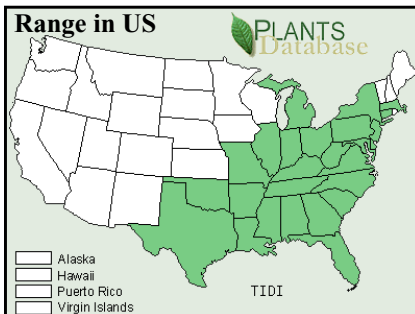 Range in US
PLANTS
Database
Alaska
Hawaii
Puerto Rico
Virgin Islands
TIDI